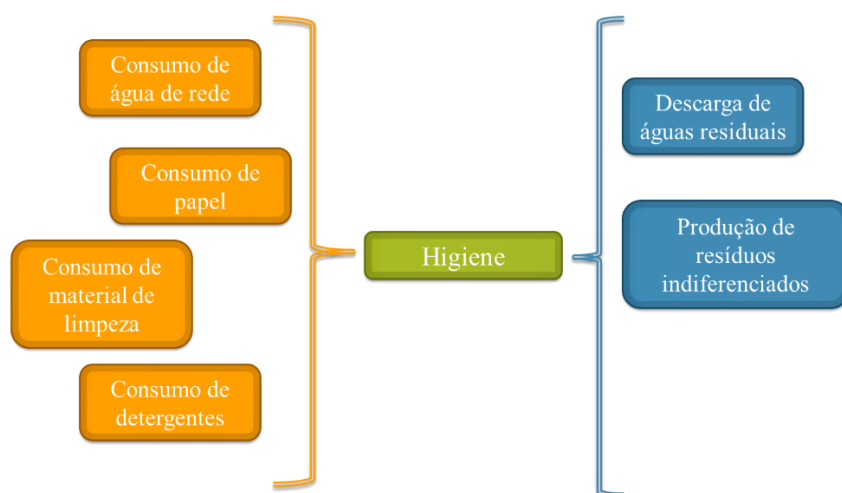 Consumo de
água de rede
Consumo de
papel
Consumo de
material de
limpeza
Consumo de
detergentes
Higiene
Descarga de
águas residuais
Produção de
resíduos
indiferenciados